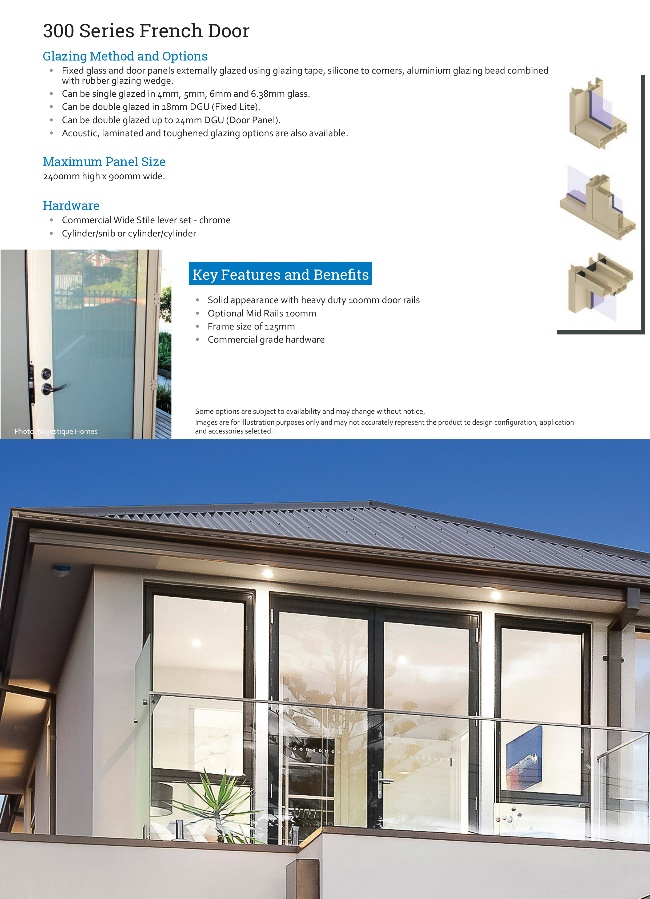 300 Series French Door
Glazing Method and Options
• Fixed glass and door panels externally glazed using glazing tape, silicone to corners, aluminium glazing bead combined
with rubber glazing wedge.
• Can be single glazed in 4mm, 5mm, 6mm and 6.38mm glass.
• Can be double glazed in 18mm DGU (Fixed Lite).
• Can be double glazed up to 24mm DGU (Door Panel).
• Acoustic, laminated and toughened glazing options are also available.
Maximum Panel Size
2400mm high x 900mm wide.
Hardware
• Commercial Wide Stile lever set - chrome
• Cylinder/snib or cylinder/cylinder
Key Features and Benefits
• Solid appearance with heavy duty 100mm door rails
• Optional Mid Rails 100mm
• Frame size of 125mm
• Commercial grade hardware
Some options are subject to availability and may change without notice.
Images are for illustration purposes only and may not accurately represent the product to design configuration, application
and accessories selected
Photo: Majestique Homes